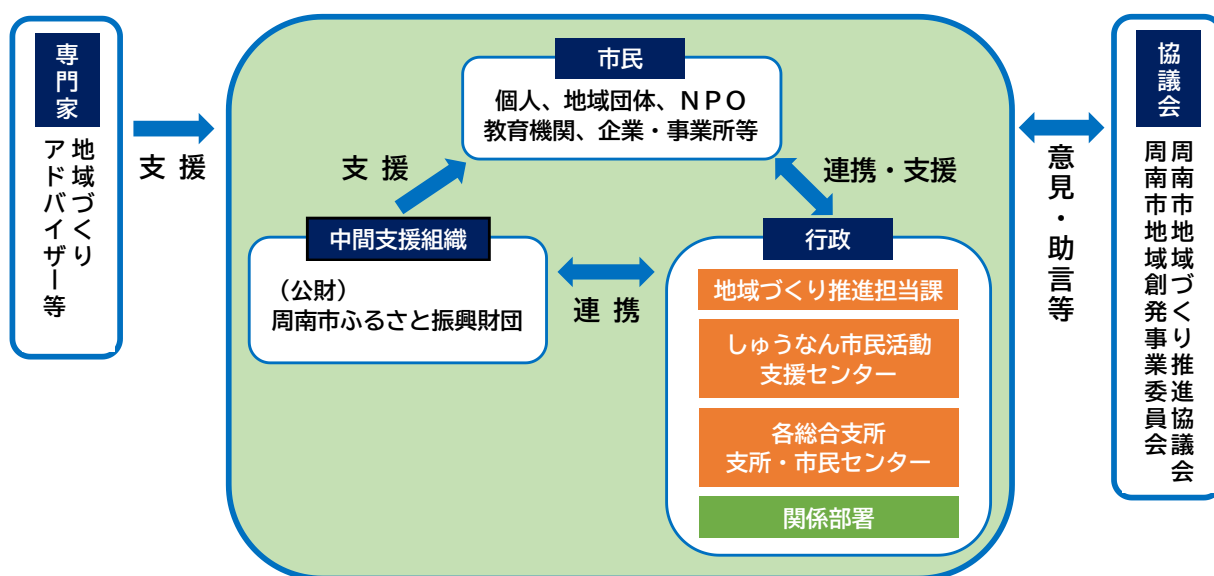 専門家
地域づくり
アドバイザー等
支 援
市民
個人、地域団体、ＮＰＯ
教育機関、企業・事業所等
支 援
連携・支援
中間支援組織
（公財）
周南市ふるさと振興財団
連 携
行政
地域づくり推進担当課
しゅうなん市民活動
支援センター
各総合支所
支所・市民センター
関係部署
意見・助言等
協議会
周南市地域づくり推進協議会
周南市地域創発事業委員会